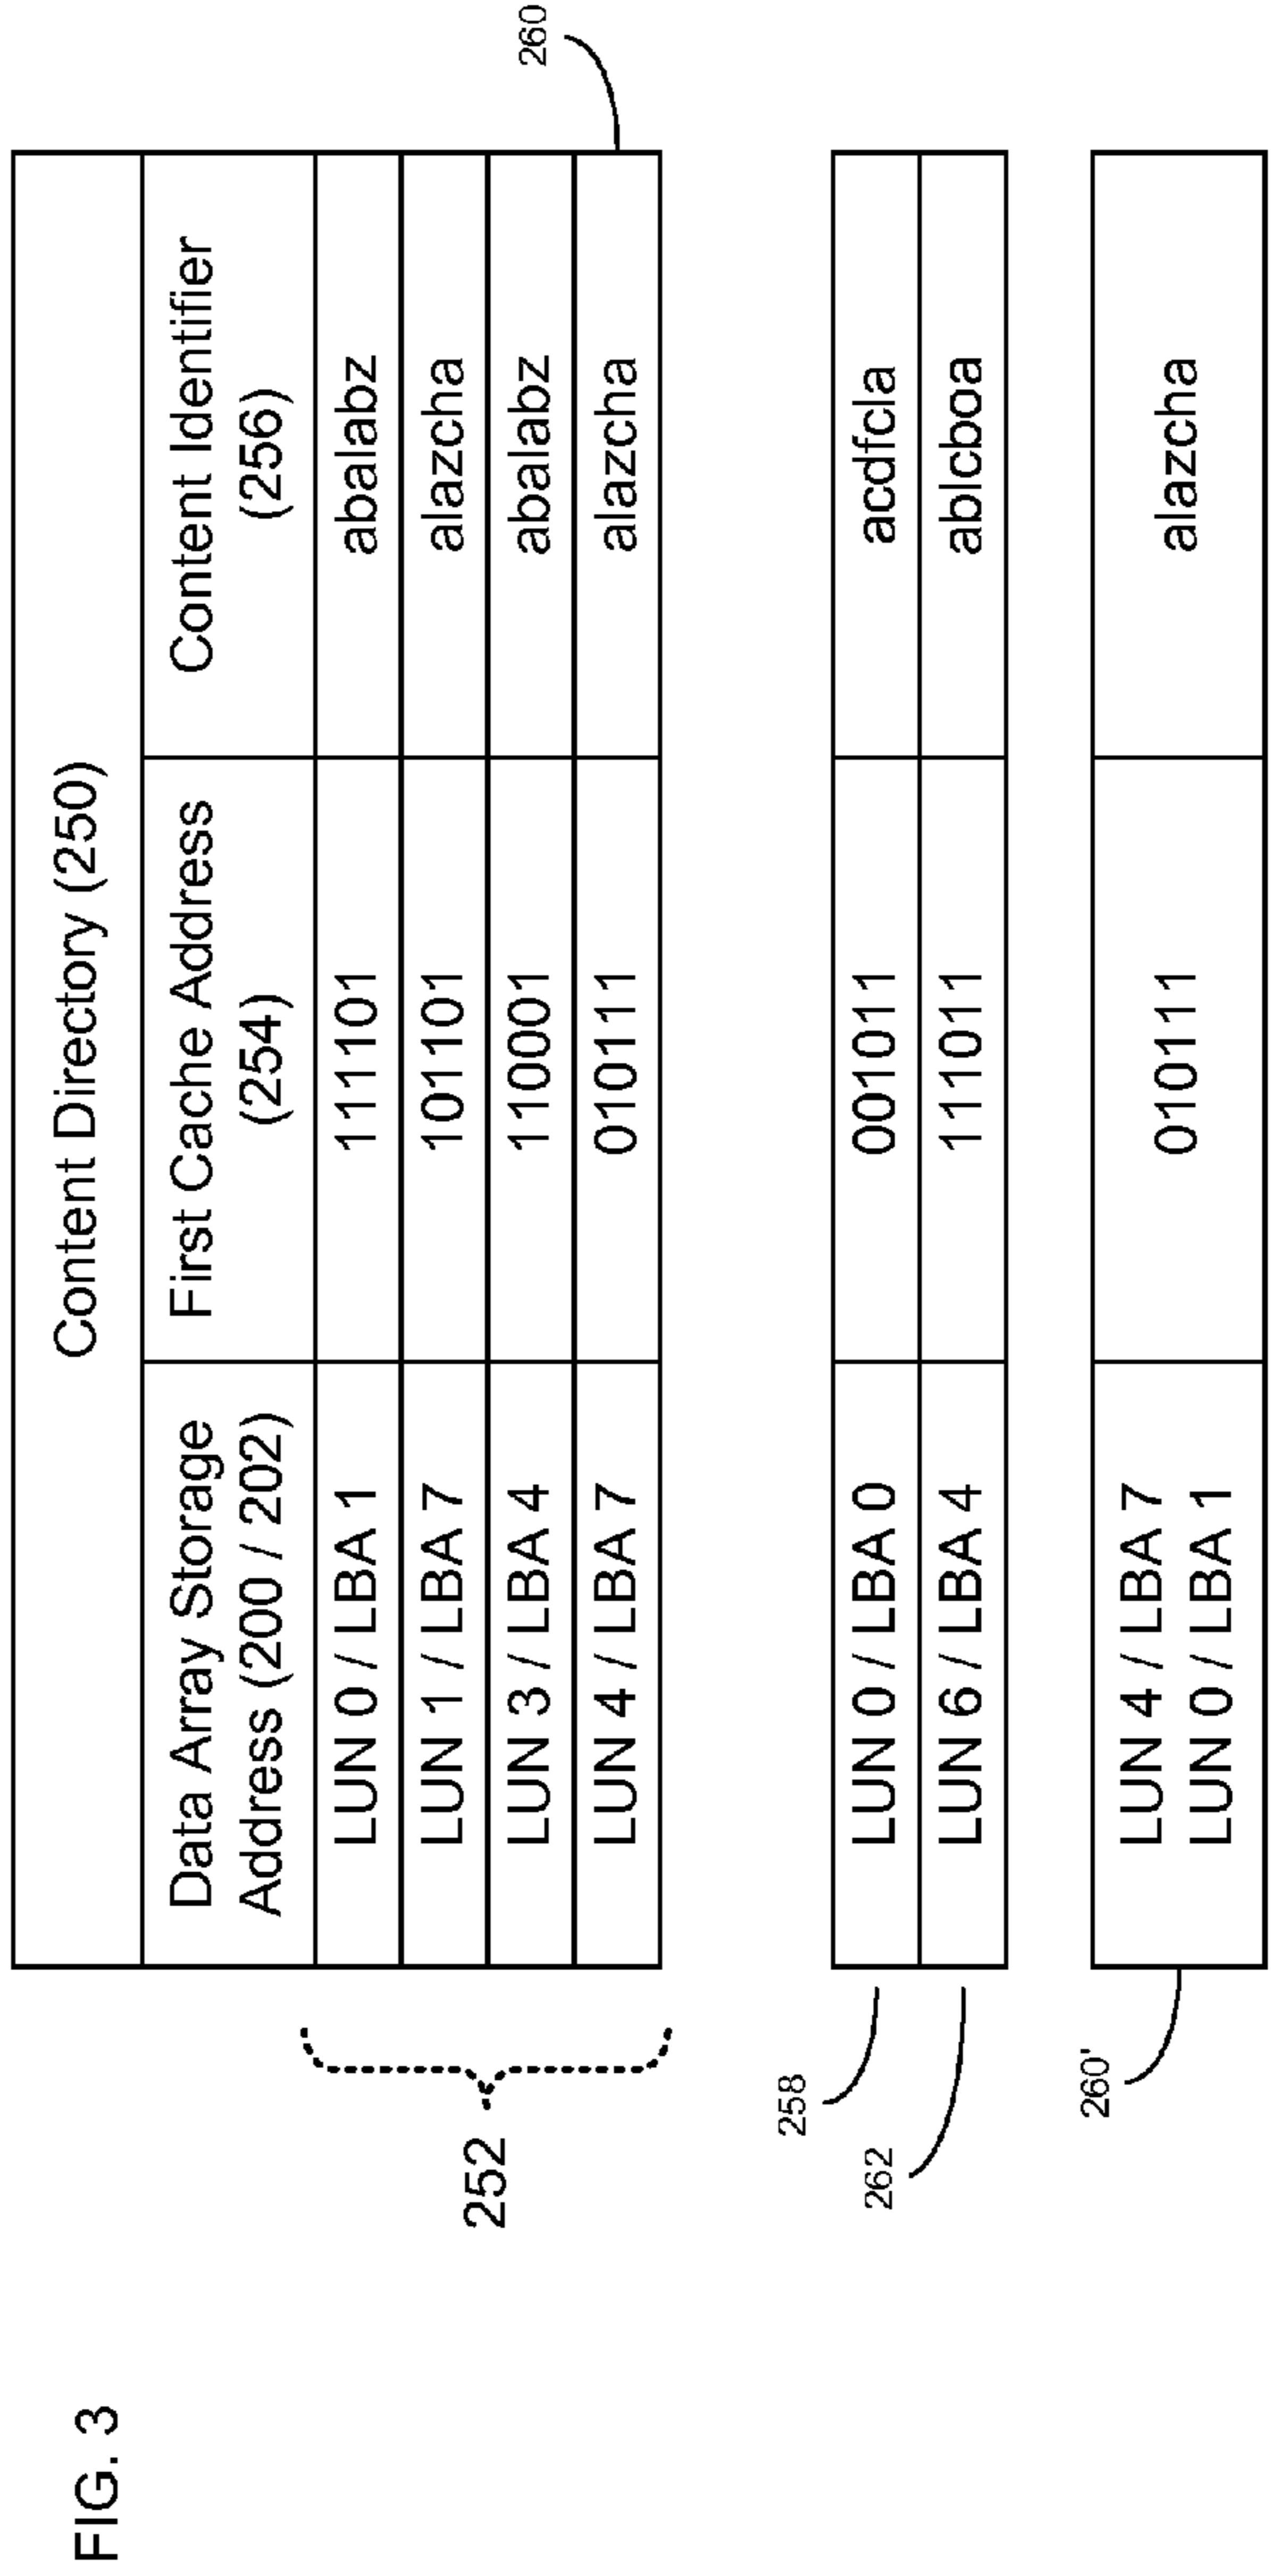 FIG. 3
Content Directory (250)
Data Array Storage
Address (200 / 202)
First Cache Address
(254)
Content Identifier
(256)
LUN 0 / LBA 1 111101 abalabz
LUN 1 / LBA 7 101101 alazcha
LUN 3 / LBA 4 110001 abalabz
LUN 4 / LBA 7 010111 alazcha
252
260
LUN 0 / LBA 0 001011 acdfcla
LUN 6 / LBA 4 111011 ablcboa
258
262
LUN 4 / LBA 7
LUN 0 / LBA 1
010111
alazcha
260'